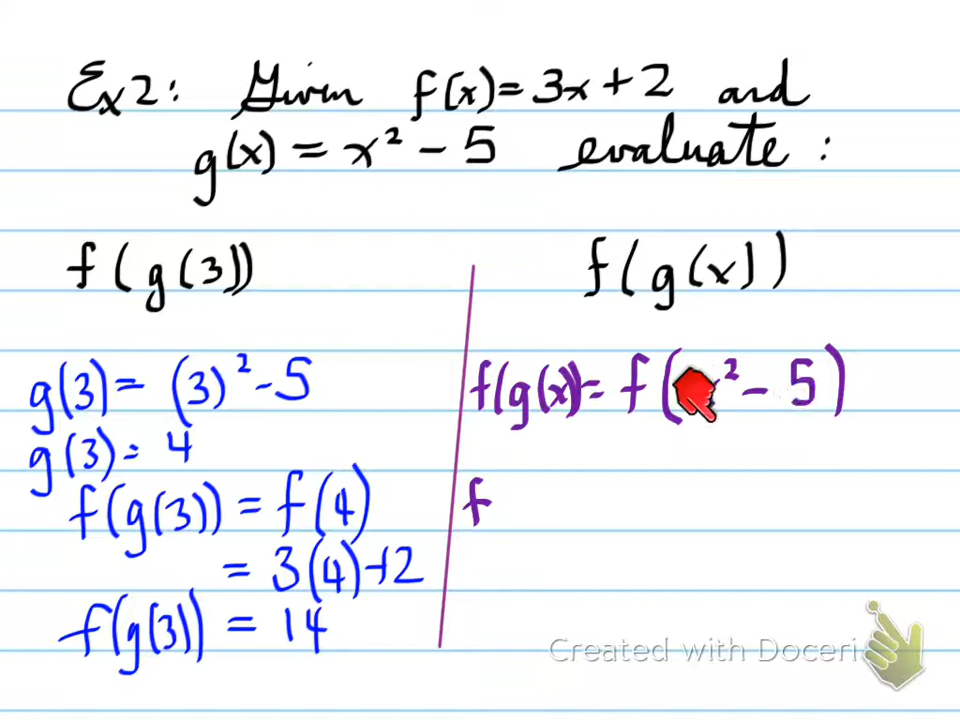 Ex2: Given f(x)=3x+2 and
g(x) = x² - 5 evaluate :
f(g(3))
g(3)= (3)² -5
g(3)= 4
f(g(3)) = f(4)
= 3(4)+2
f(g(3)) = 14
f(g(x))
f(g(x))= f(x² - 5)
f
Created with Doceri